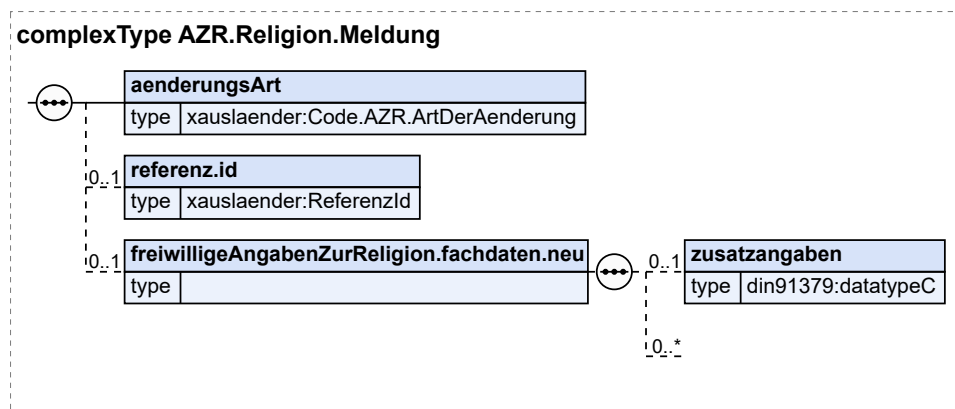 complexType AZR.Religion.Meldung
aenderungsArt
type xauslaender:Code.AZR.ArtDerAenderung
0..1 referenz.id
type xauslaender:ReferenzId
0..1 freiwilligeAngabenZurReligion.fachdaten.neu
type
0..1 zusatzangaben
type din91379:datatypeC
0..*